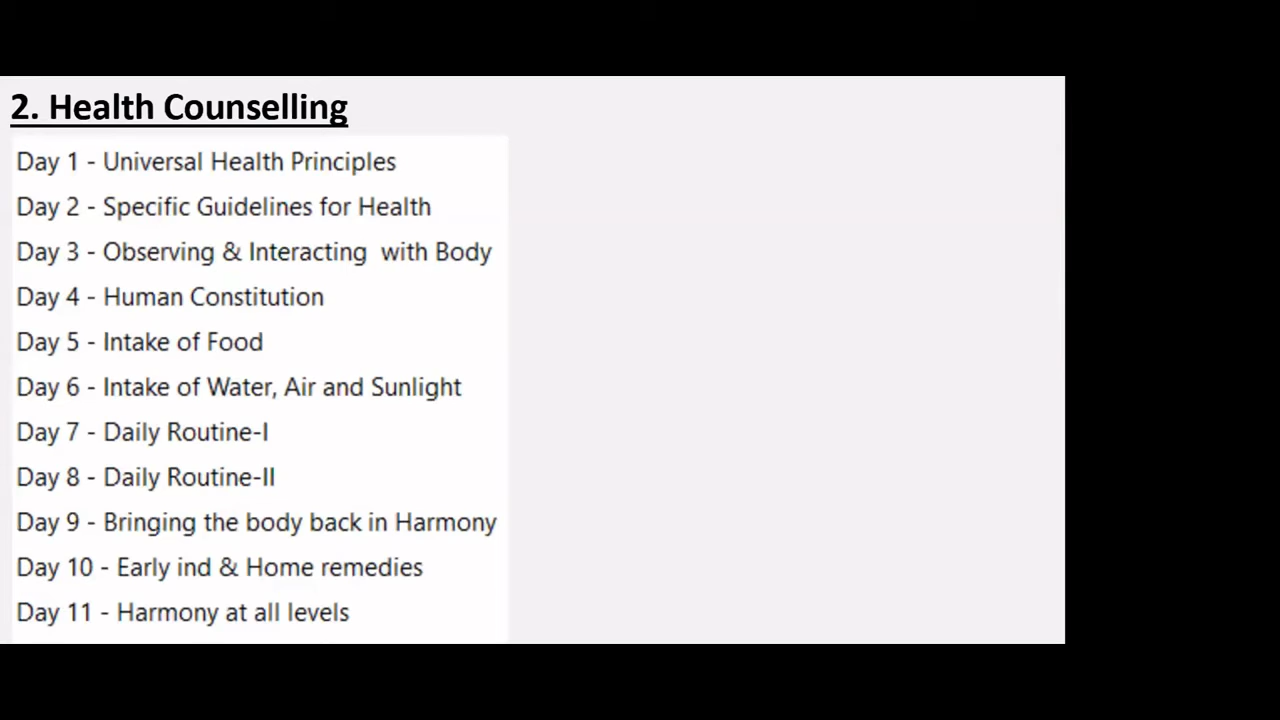 2. Health Counselling
Day 1 - Universal Health Principles
Day 2 - Specific Guidelines for Health
Day 3 - Observing & Interacting  with Body
Day 4 - Human Constitution
Day 5 - Intake of Food
Day 6 - Intake of Water, Air and Sunlight
Day 7 - Daily Routine-I
Day 8 - Daily Routine-II
Day 9 - Bringing the body back in Harmony
Day 10 - Early ind & Home remedies
Day 11 - Harmony at all levels